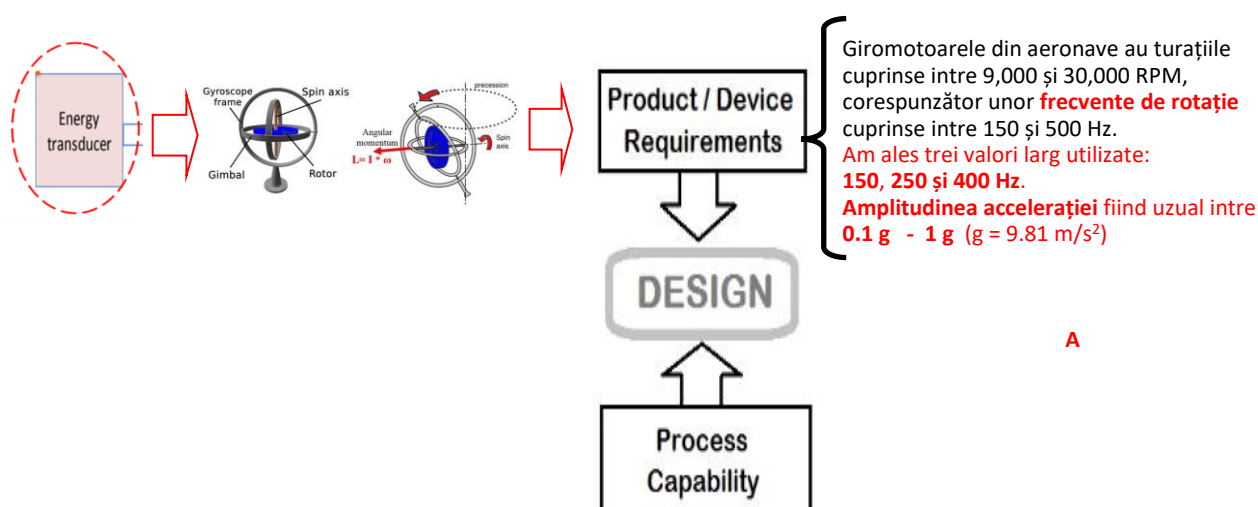 Energy
transducer
Gyroscope
frame
Spin axis
Gimbal
Rotor
precession
Angular
momentum
L= I * ω
Spin
axis
Product / Device
Requirements
Giromotoarele din aeronave au turațiile
cuprinse intre 9,000 și 30,000 RPM,
corespunzător unor frecvente de rotație
cuprinse intre 150 și 500 Hz.
Am ales trei valori larg utilizate:
150, 250 și 400 Hz.
Amplitudinea accelerației fiind uzual intre
0.1 g - 1 g (g = 9.81 m/s²)
DESIGN
A
Process
Capability